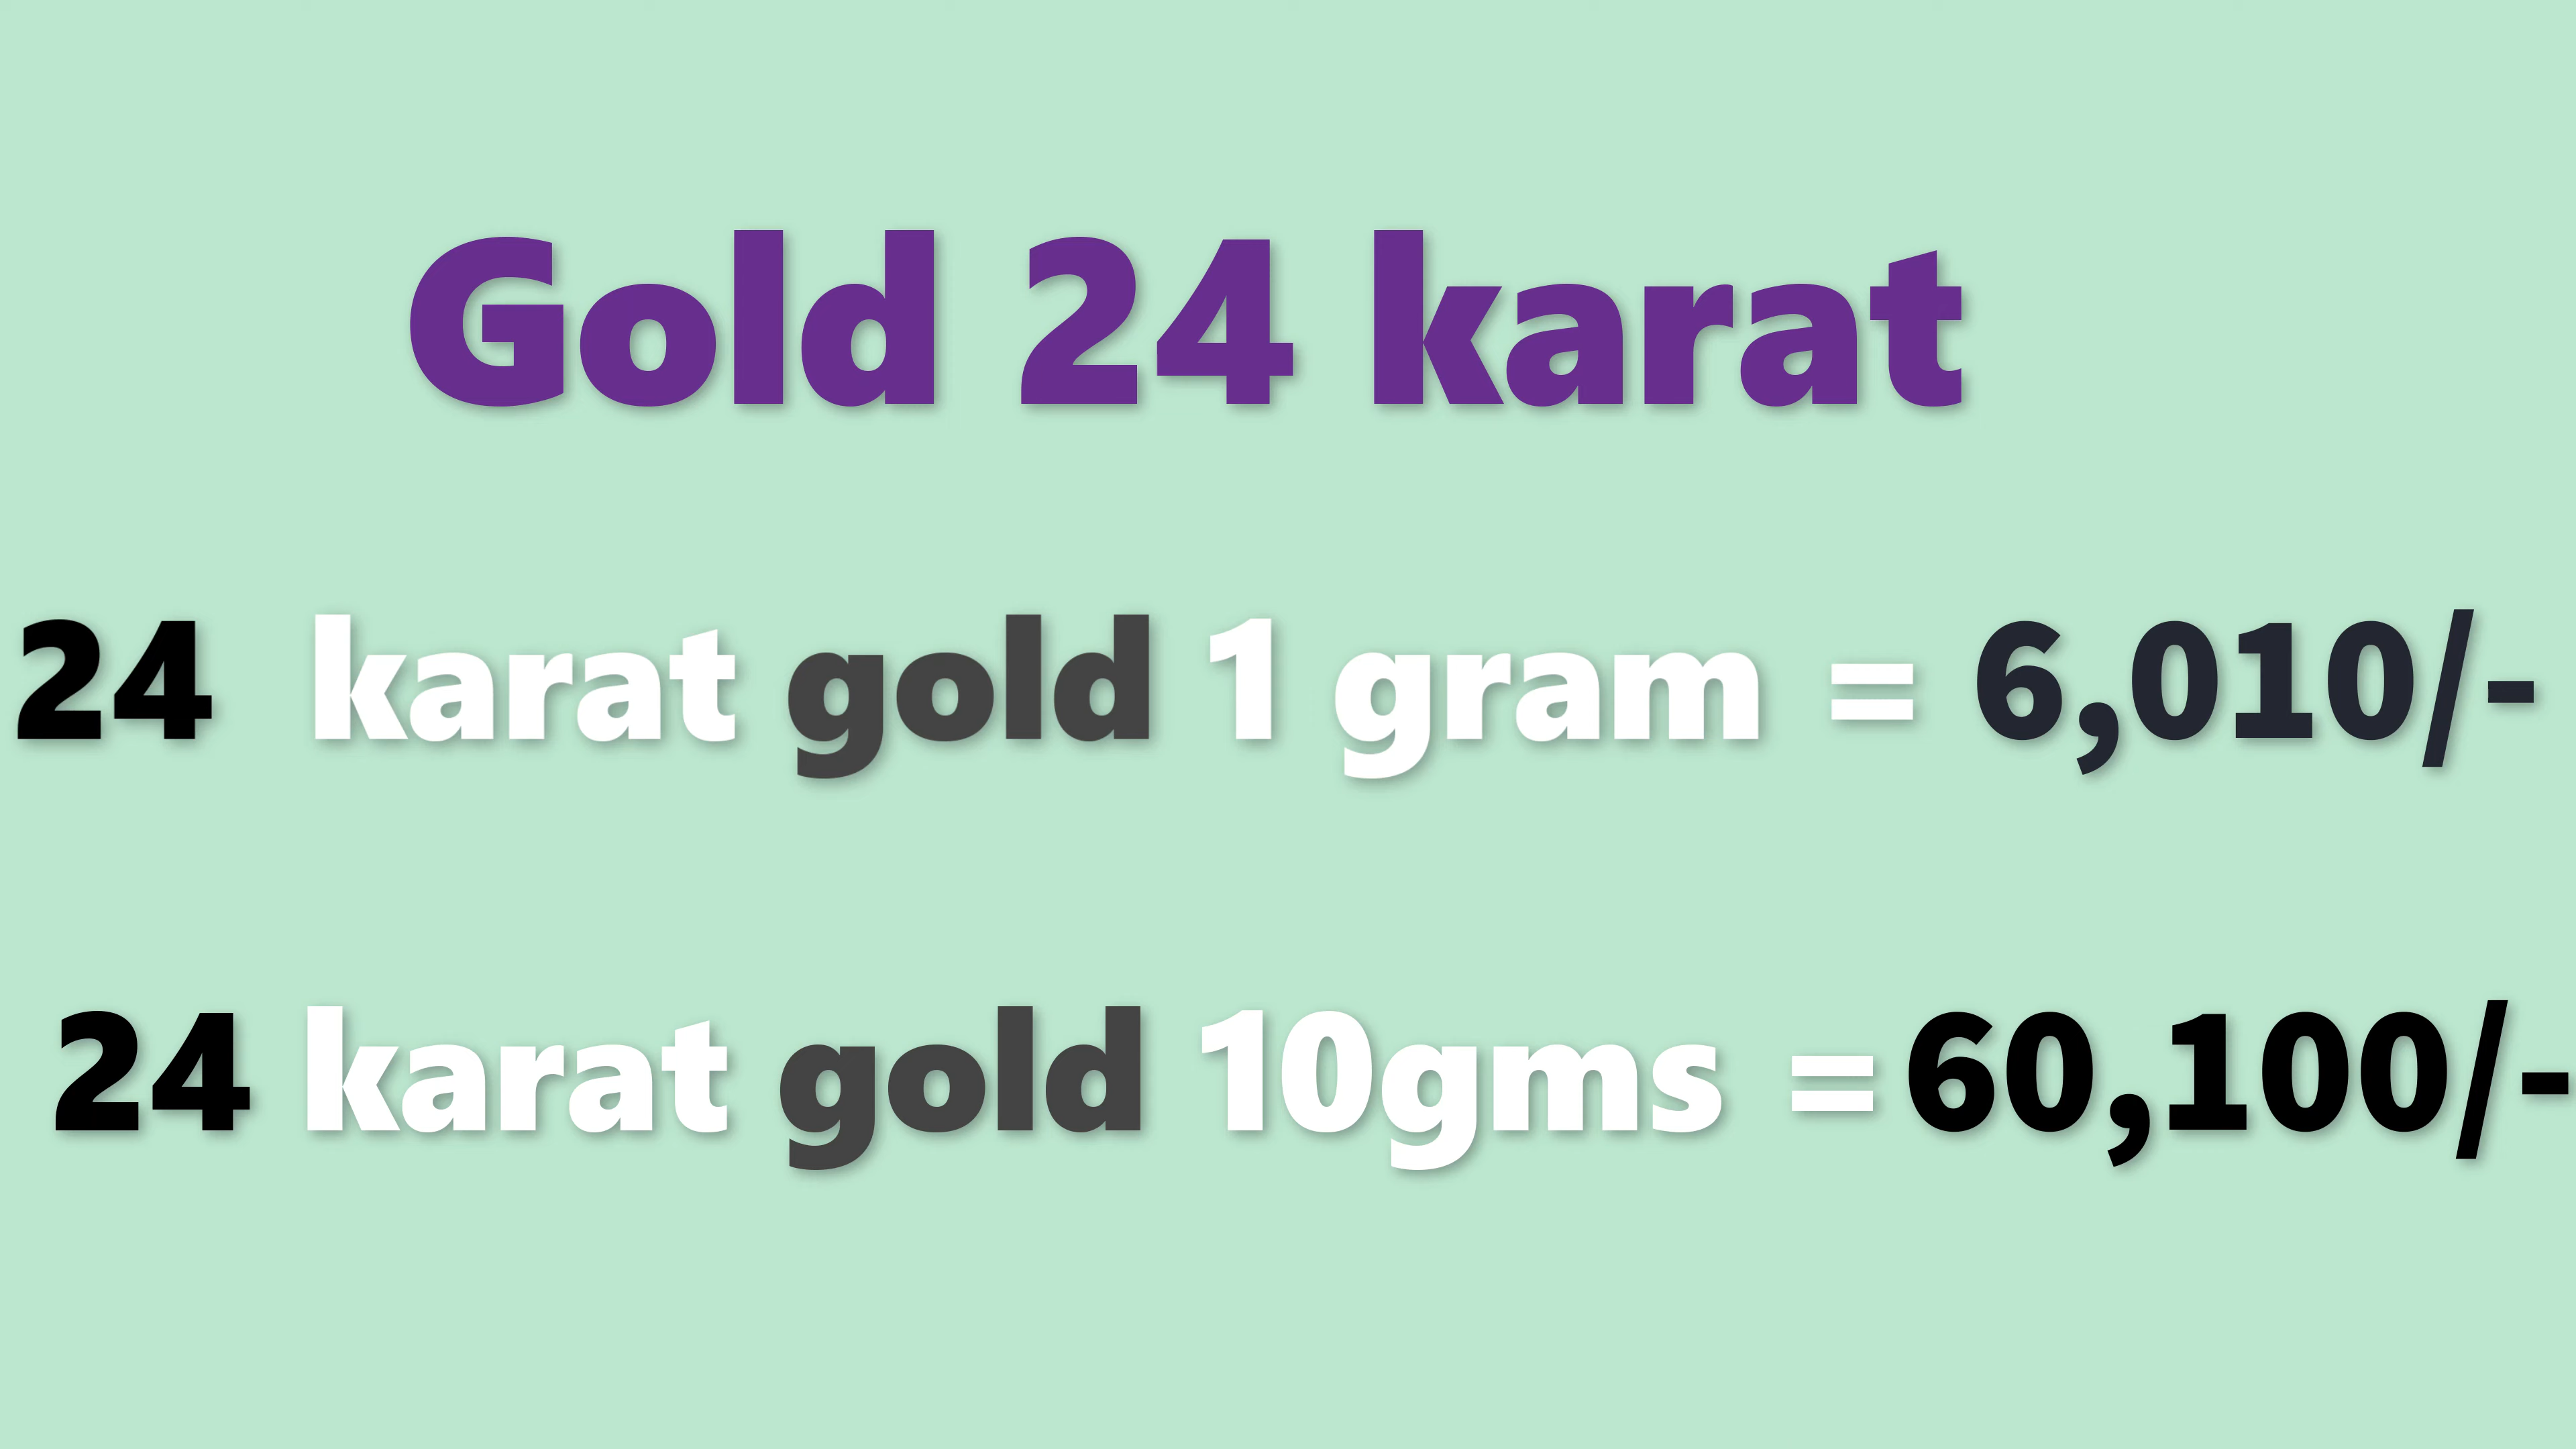 Gold 24 karat
24 karat gold 1 gram = 6,010/-
24 karat gold 10gms =60,100/-